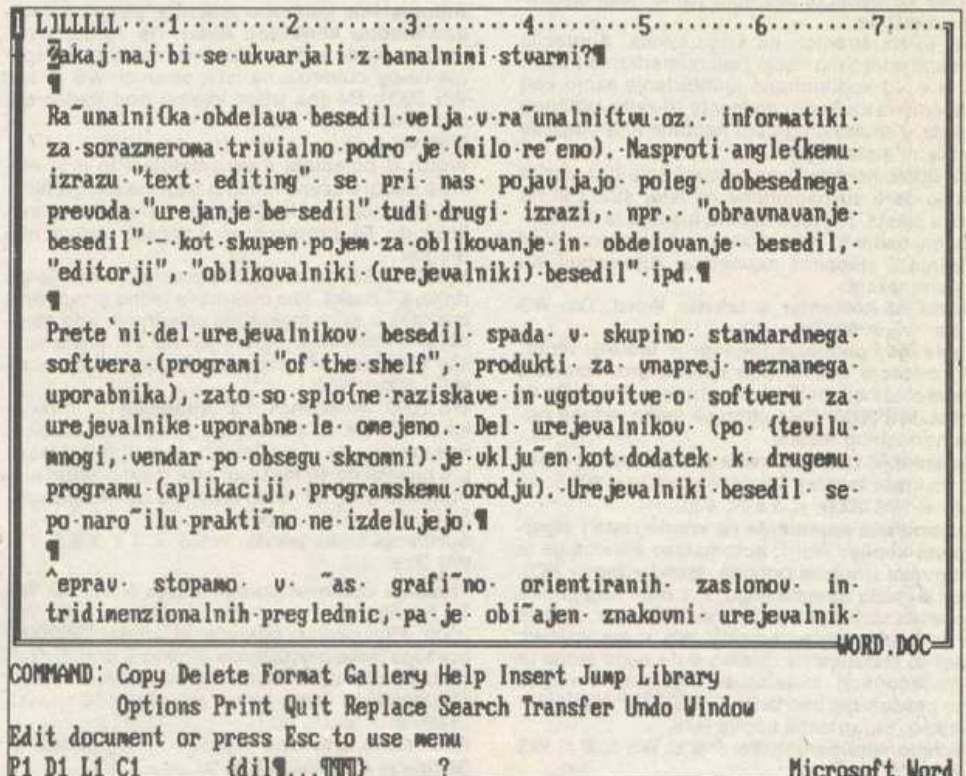 L]LLLLL····1·········2·········3·········4·········5·········6·········7,····
Zakaj·naj·bi·se·ukvarjali·z·banalnimi·stvarmi?¶
¶
Ra~unalni{ka·obdelava·besedil·velja·v·ra~unalni{tvu·oz.· informatiki·
za·sorazmeroma·trivialno·podro~je·(milo·re~eno).·Nasproti·angle{kemu·
izrazu·"text· editing"· se· pri· nas· pojavljajo· poleg· dobesednega·
prevoda·"urejanje·be-sedil"·tudi·drugi· izrazi,· npr.· "obravnavanje·
besedil"·-·kot·skupen·pojem·za·oblikovanje·in· obdelovanje· besedil,·
"editorji",·"oblikovalniki·(urejevalniki)·besedil"·ipd.¶
¶
Prete`ni·del·urejevalnikov· besedil· spada· v· skupino· standardnega·
softvera·(programi·"of·the·shelf",· produkti· za· vnaprej· neznanega·
uporabnika),·zato·so·splo{ne·raziskave·in·ugotovitve·o· softveru· za·
urejevalnike·uporabne·le· omejeno.· Del· urejevalnikov· (po· {tevilu·
mnogi,·vendar·po·obsegu·skromni)·je·vklju~en·kot·dodatek· k· drugemu·
programu·(aplikaciji,·programskemu·orodju).·Urejevalniki·besedil· se·
po·naro~ilu·prakti~no·ne·izdelujejo.¶
¶
^eprav· stopamo· v· ~as· grafi~no· orientiranih· zaslonov· in·
tridimenzionalnih·preglednic,·pa·je· obi~ajen· znakovni· urejevalnik·
WORD.DOC
COMMAND: Copy Delete Format Gallery Help Insert Jump Library
Options Print Quit Replace Search Transfer Undo Window
Edit document or press Esc to use menu
P1 D1 L1 C1 {dil¶...¶¶¶} ? Microsoft Word